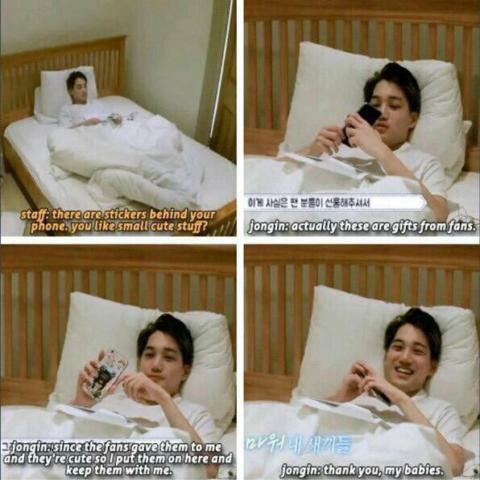 staff: there are stickers behind your
phone. you like small cute stuff?
이게 사실은 팬 분들이 선물해주셔서
jongin: actually these are gifts from fans.
jongin: since the fans gave them to me
and they're cute so I put them on here and
keep them with me.
마워 내 새끼들
jongin: thank you, my babies.